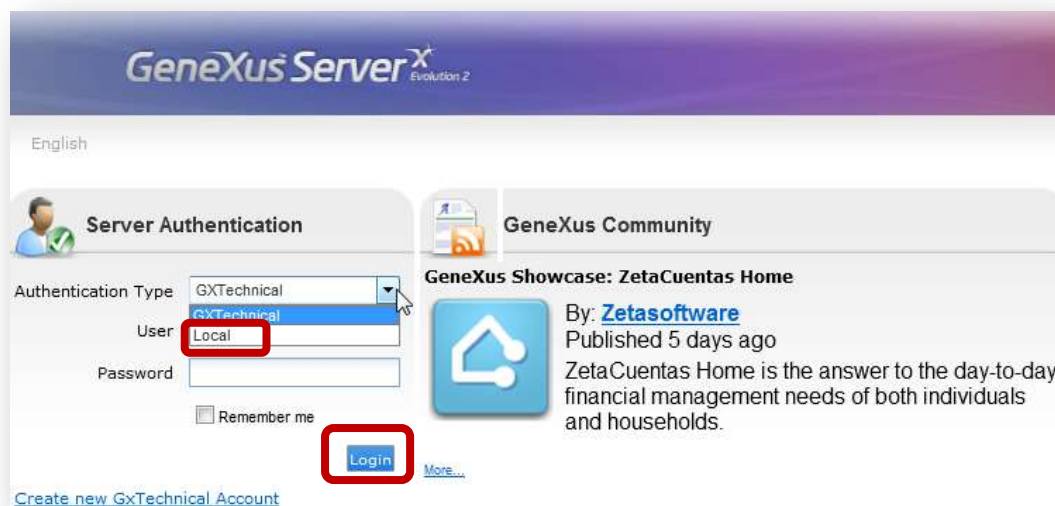 GeneXus Server X
Evolution 2
English
Server Authentication
GeneXus Community
Authentication Type
GXTechnical
GXTechnical
Local
User
Password
Remember me
Login
Create new GxTechnical Account
GeneXus Showcase: ZetaCuentas Home
By: Zetasoftware
Published 5 days ago
ZetaCuentas Home is the answer to the day-to-day
financial management needs of both individuals
and households.
More...